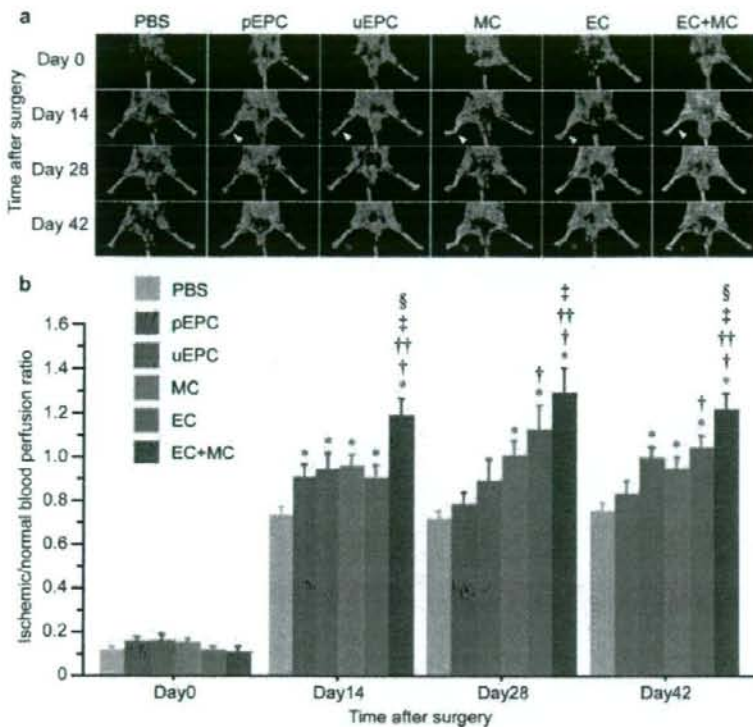 a
PBS pEPC uEPC MC EC EC+MC
Time after surgery
Day 0
Day 14
Day 28
Day 42
b
PBS
pEPC
uEPC
MC
EC
EC+MC
Ischemic/normal blood perfusion ratio
1.6
1.4
1.2
1.0
0.8
0.6
0.4
0.2
0
* * * * § ‡ †† † *
* † * ‡ †† † *
* * † * § ‡ †† † *
Day0 Day14 Day28 Day42
Time after surgery